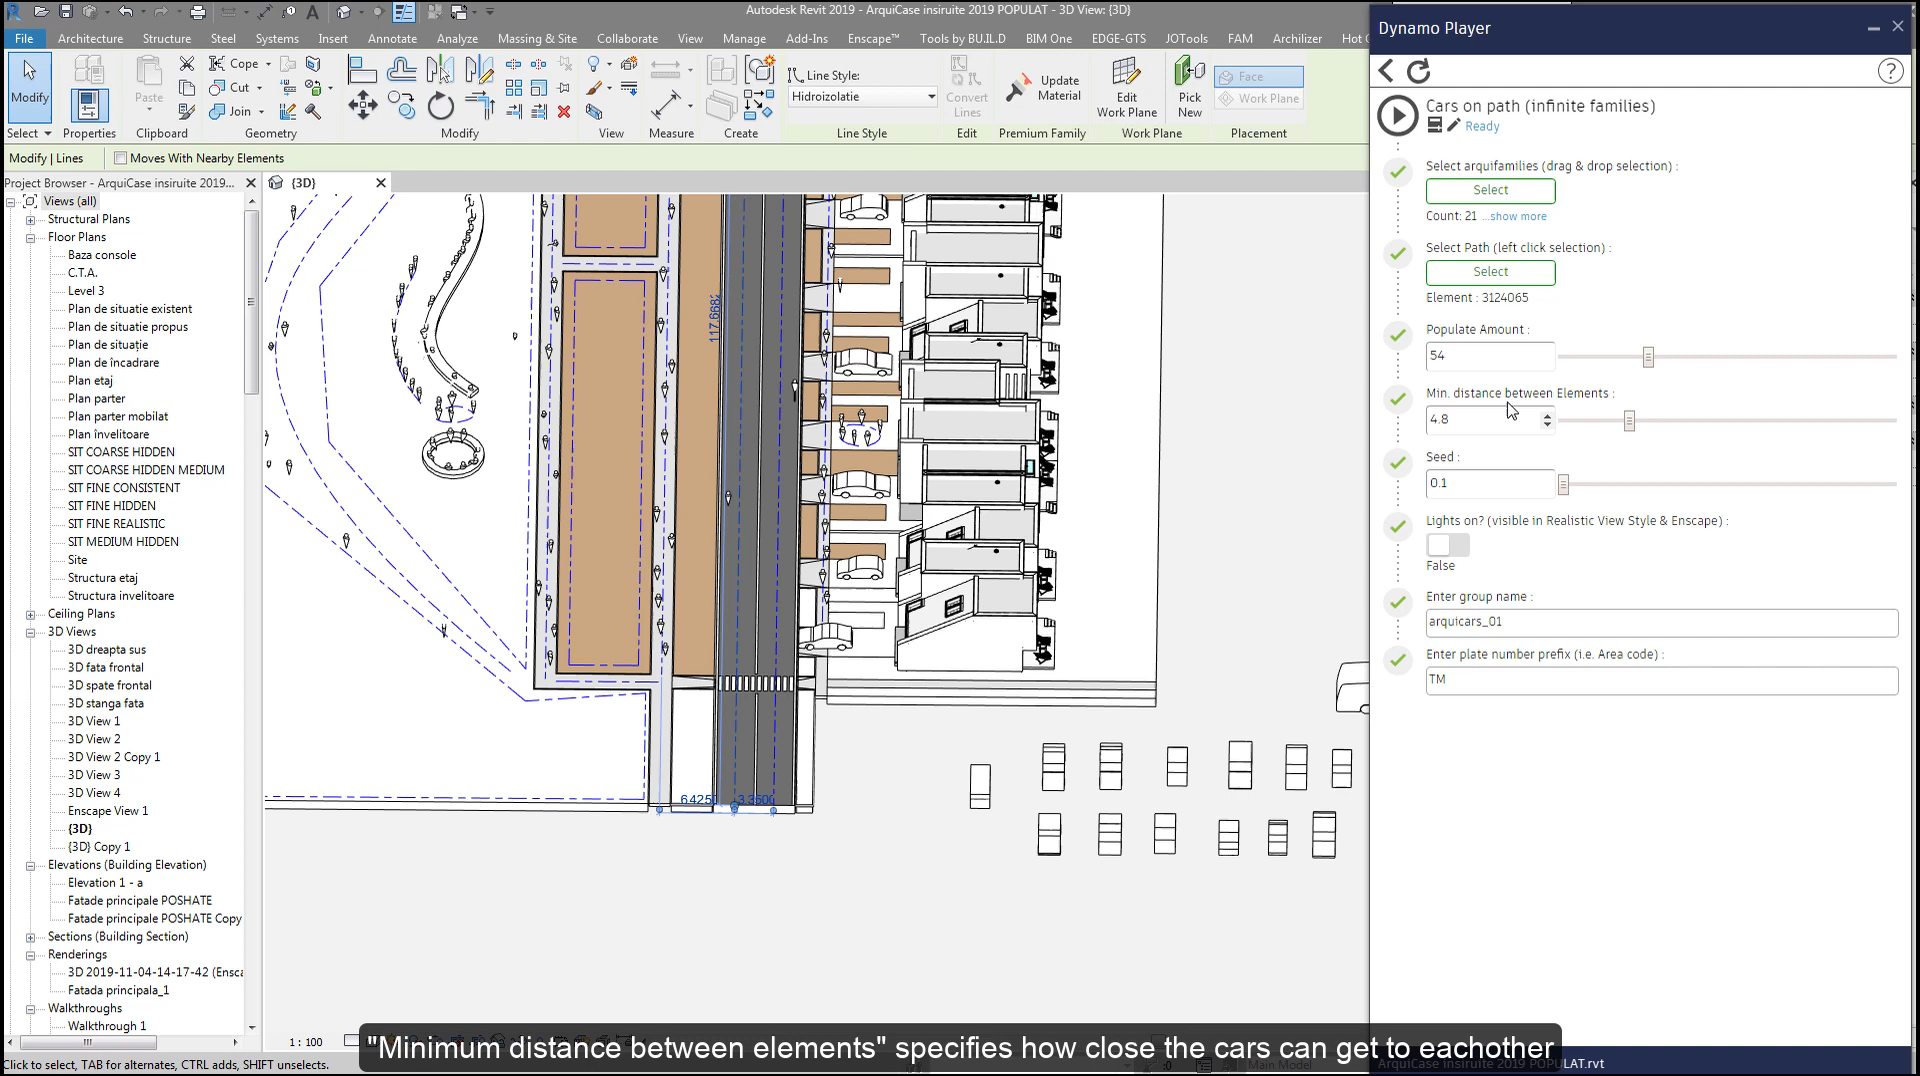 Autodesk Revit 2019 - ArquiCase insiruite 2019 POPULAT - 3D View: {3D}
File Architecture Structure Steel Systems Insert Annotate Analyze Massing & Site Collaborate View Manage Add-Ins Enscape™ Tools by BU.IL.D BIM One EDGE-GTS JOTools FAM Archilizer Hot
Modify
Paste
Cope
Cut
Join
Line Style:
Hidroizolatie
Convert
Lines
Update
Material
Edit
Work Plane
Pick
New
Face
Work Plane
Select Properties Clipboard Geometry Modify View Measure Create Line Style Edit Premium Family Work Plane Placement
Modify | Lines
Moves With Nearby Elements
Project Browser - ArquiCase insiruite 2019...
{3D}
Views (all)
Structural Plans
Floor Plans
Baza console
C.T.A.
Level 3
Plan de situatie existent
Plan de situatie propus
Plan de situație
Plan de încadrare
Plan etaj
Plan parter
Plan parter mobilat
Plan învelitoare
SIT COARSE HIDDEN
SIT COARSE HIDDEN MEDIUM
SIT FINE CONSISTENT
SIT FINE HIDDEN
SIT FINE REALISTIC
SIT MEDIUM HIDDEN
Site
Structura etaj
Structura invelitoare
Ceiling Plans
3D Views
3D dreapta sus
3D fata frontal
3D spate frontal
3D stanga fata
3D View 1
3D View 2
3D View 2 Copy 1
3D View 3
3D View 4
Enscape View 1
{3D}
{3D} Copy 1
Elevations (Building Elevation)
Elevation 1 - a
Fatade principale POSHATE
Fatade principale POSHATE Copy
Sections (Building Section)
Renderings
3D 2019-11-04-14-17-42 (Ensca
Fatada principala_1
Walkthroughs
Walkthrough 1
117.6682
6.4250
3.3500
1 : 100
Click to select, TAB for alternates, CTRL adds, SHIFT unselects.
:0
Main Model
Dynamo Player
?
Cars on path (infinite families)
Ready
Select arquifamilies (drag & drop selection) :
Select
Count: 21 ...show more
Select Path (left click selection) :
Select
Element : 3124065
Populate Amount :
54
Min. distance between Elements :
4.8
Seed :
0.1
Lights on? (visible in Realistic View Style & Enscape) :
False
Enter group name :
arquicars_01
Enter plate number prefix (i.e. Area code) :
TM
ArquiCase insiruite 2019 POPULAT.rvt
"Minimum distance between elements" specifies how close the cars can get to eachother